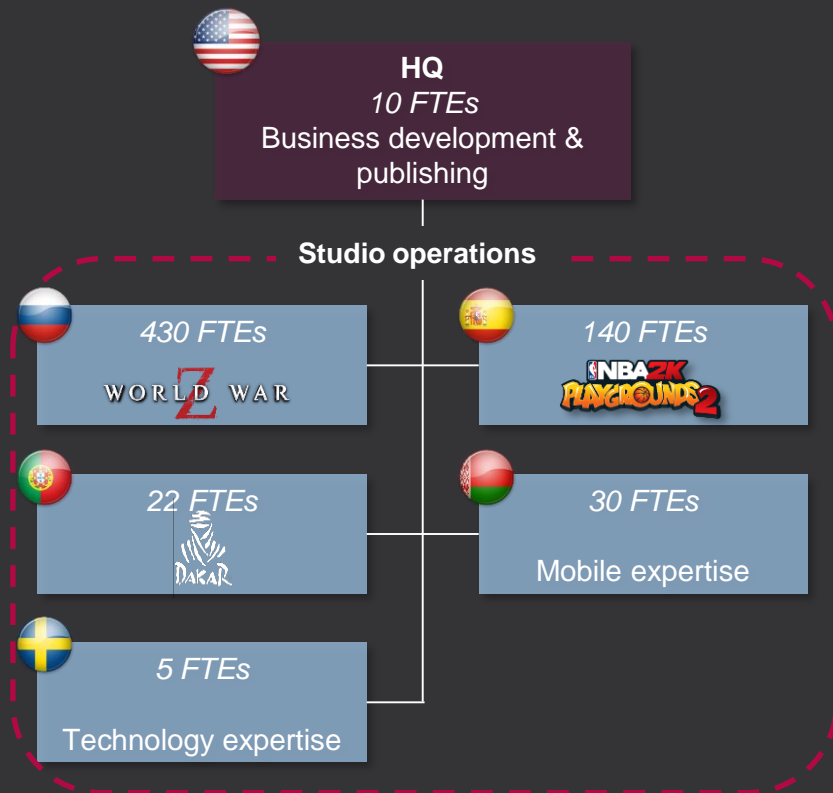 HQ
10 FTEs
Business development &
publishing
Studio operations
430 FTEs
WORLD WAR
Z
140 FTEs
NBA 2K
PLAYGROUNDS 2
22 FTEs
DAKAR
30 FTEs
Mobile expertise
5 FTEs
Technology expertise